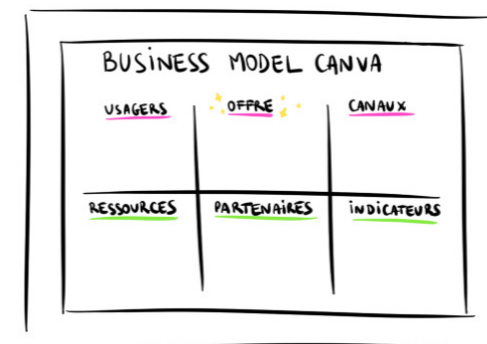 BUSINESS MODEL CANVA
USAGERS OFFRE CANAUX
RESSOURCES PARTENAIRES INDICATEURS